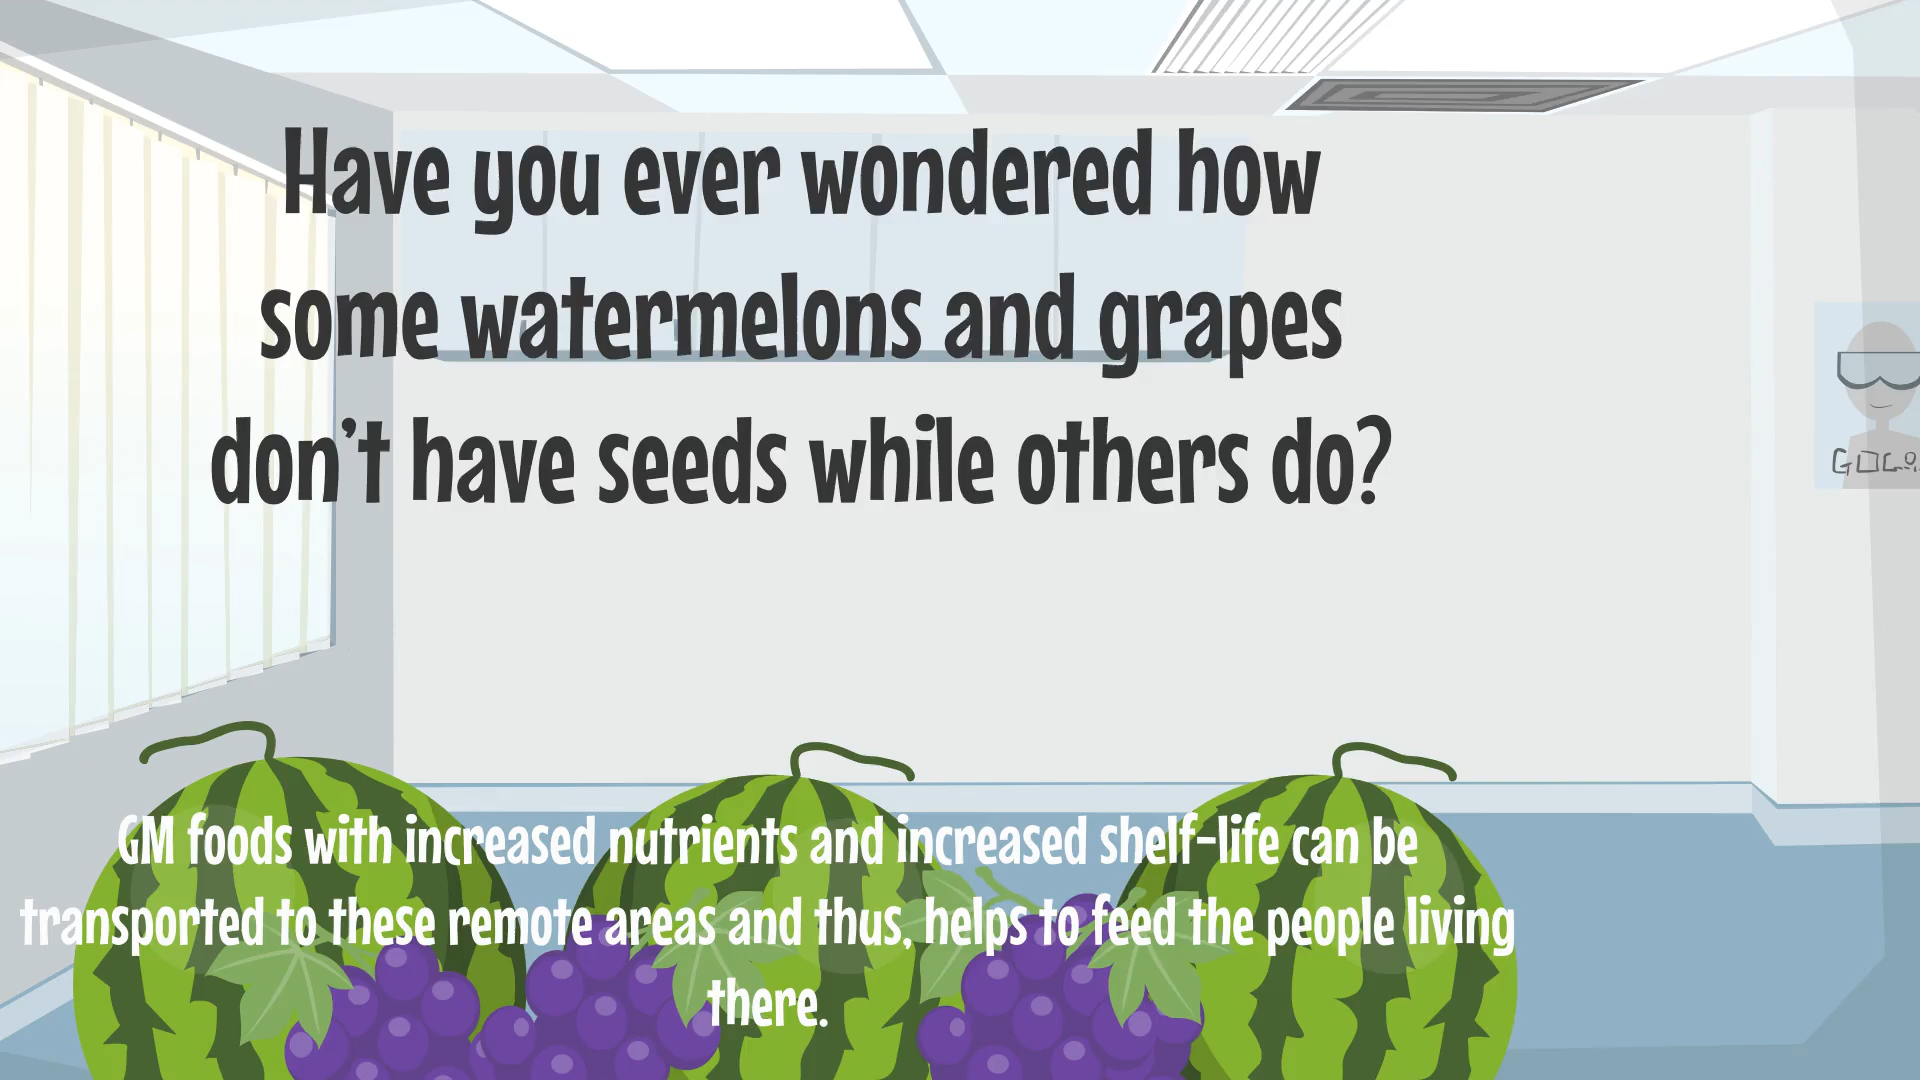 Have you ever wondered how
some watermelons and grapes
don't have seeds while others do?
GM foods with increased nutrients and increased shelf-life can be
transported to these remote areas and thus, helps to feed the people living
there.